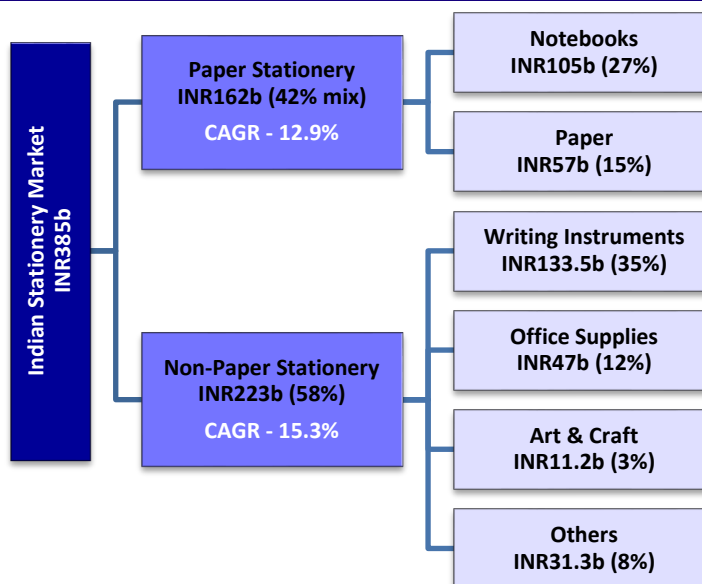 Indian Stationery Market
INR385b
Paper Stationery
INR162b (42% mix)
CAGR - 12.9%
Notebooks
INR105b (27%)
Paper
INR57b (15%)
Non-Paper Stationery
INR223b (58%)
CAGR - 15.3%
Writing Instruments
INR133.5b (35%)
Office Supplies
INR47b (12%)
Art & Craft
INR11.2b (3%)
Others
INR31.3b (8%)